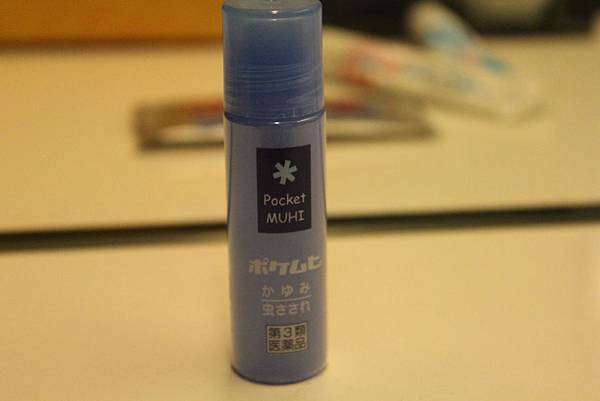 Pocket
MUHI
ポケムヒ
かゆみ
虫さされ
第3類
医薬品